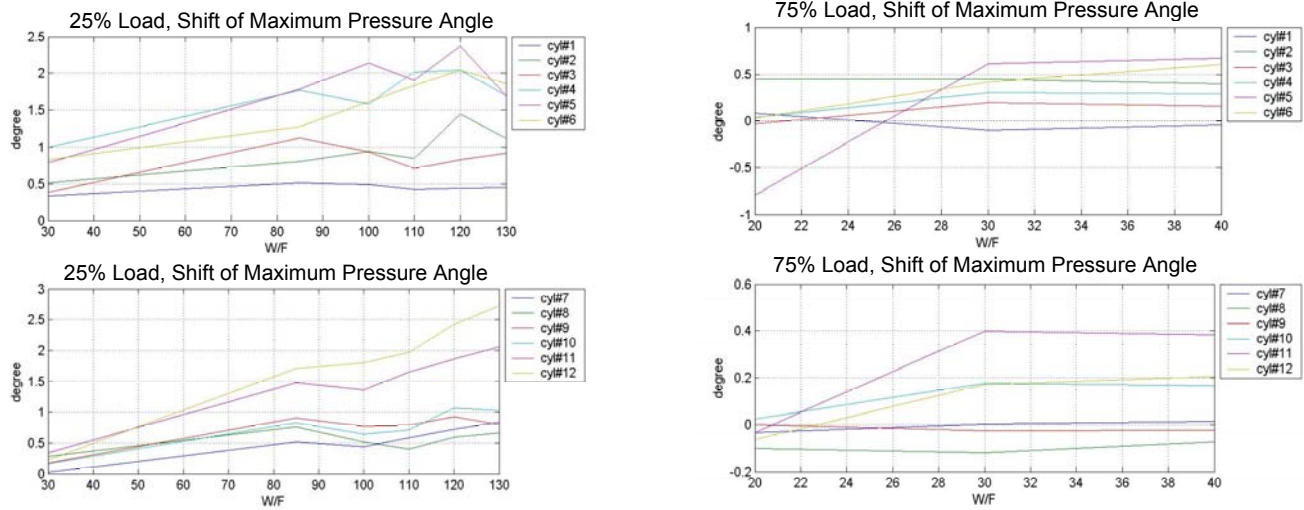 25% Load, Shift of Maximum Pressure Angle
2.5
2
1.5
1
0.5
0
degree
30 40 50 60 70 80 90 100 110 120 130
W/F
cyl#1
cyl#2
cyl#3
cyl#4
cyl#5
cyl#6
75% Load, Shift of Maximum Pressure Angle
1
0.5
0
-0.5
-1
degree
20 22 24 26 28 30 32 34 36 38 40
W/F
cyl#1
cyl#2
cyl#3
cyl#4
cyl#5
cyl#6
25% Load, Shift of Maximum Pressure Angle
3
2.5
2
1.5
1
0.5
0
degree
30 40 50 60 70 80 90 100 110 120 130
W/F
cyl#7
cyl#8
cyl#9
cyl#10
cyl#11
cyl#12
75% Load, Shift of Maximum Pressure Angle
0.6
0.4
0.2
0
-0.2
degree
20 22 24 26 28 30 32 34 36 38 40
W/F
cyl#7
cyl#8
cyl#9
cyl#10
cyl#11
cyl#12